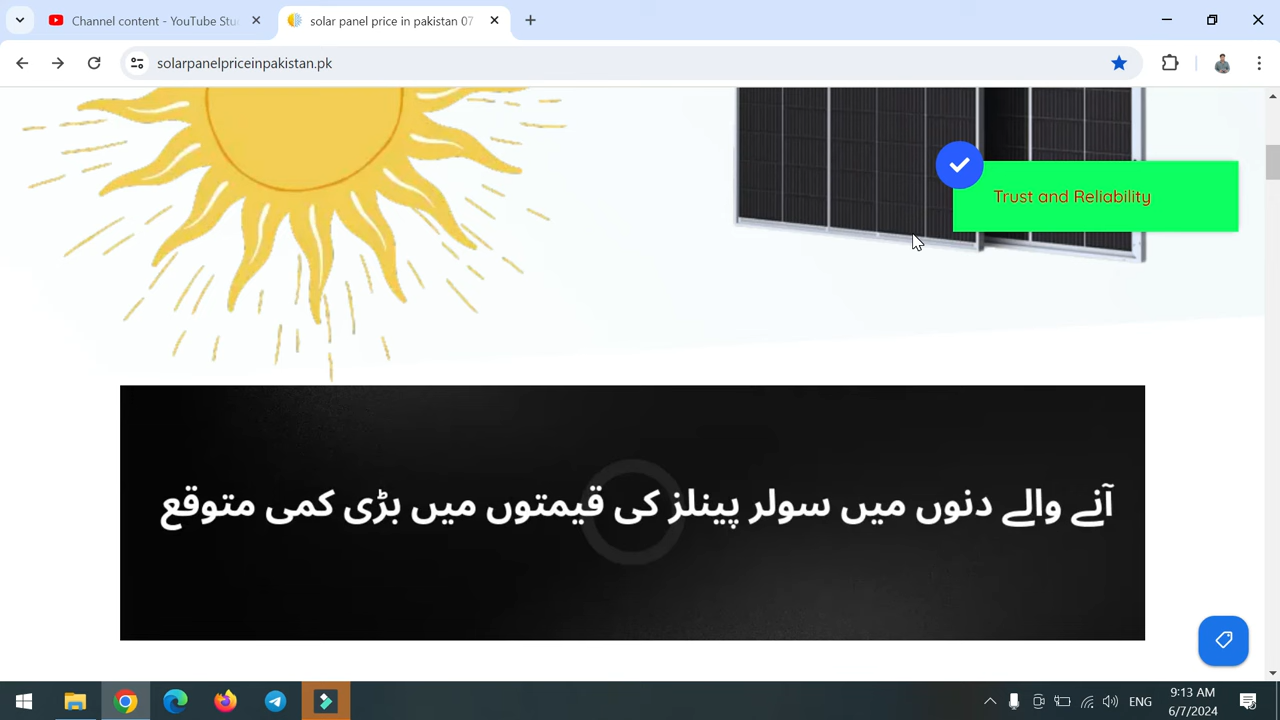 Channel content - YouTube Stu
solar panel price in pakistan 07
solarpanelpriceinpakistan.pk
Trust and Reliability
آنے والے دنوں میں سولر پینلز کی قیمتوں میں بڑی کمی متوقع
ENG
9:13 AM
6/7/2024